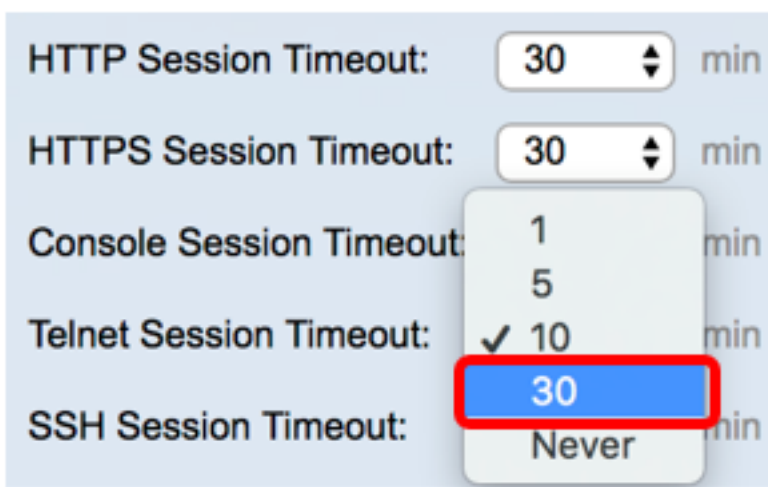 HTTP Session Timeout: 30 min
HTTPS Session Timeout: 30 min
Console Session Timeout: 1 min
5
Telnet Session Timeout: ✓ 10 min
30
SSH Session Timeout: Never min